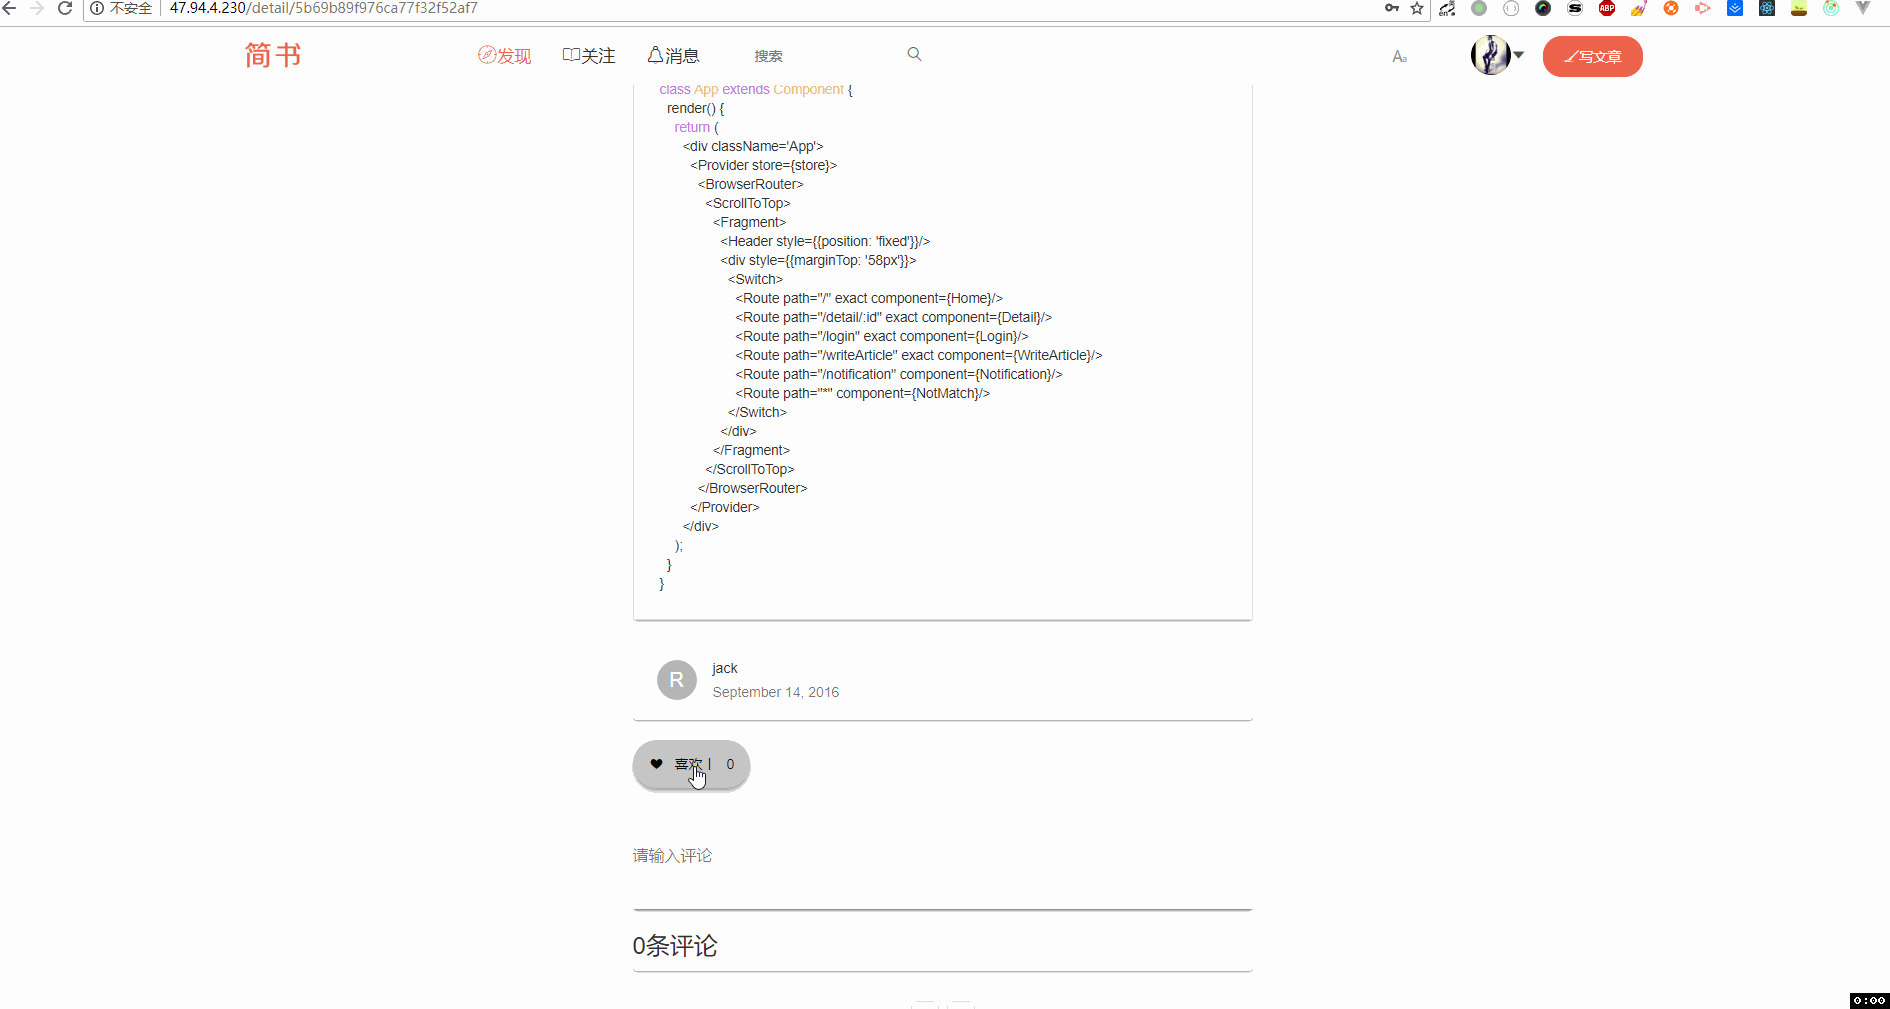 不安全 47.94.4.230/detail/5b69b89f976ca77f32f52af7
ABP
简书 发现 关注 消息 搜索 Aa 写文章
class App extends Component {
render() {
return (
<div className='App'>
<Provider store={store}>
<BrowserRouter>
<ScrollToTop>
<Fragment>
<Header style={{position: 'fixed'}}/>
<div style={{marginTop: '58px'}}>
<Switch>
<Route path="/" exact component={Home}/>
<Route path="/detail/:id" exact component={Detail}/>
<Route path="/login" exact component={Login}/>
<Route path="/writeArticle" exact component={WriteArticle}/>
<Route path="/notification" component={Notification}/>
<Route path="*" component={NotMatch}/>
</Switch>
</div>
</Fragment>
</ScrollToTop>
</BrowserRouter>
</Provider>
</div>
);
}
}
R
jack
September 14, 2016
喜欢 | 0
请输入评论
0条评论
0:00